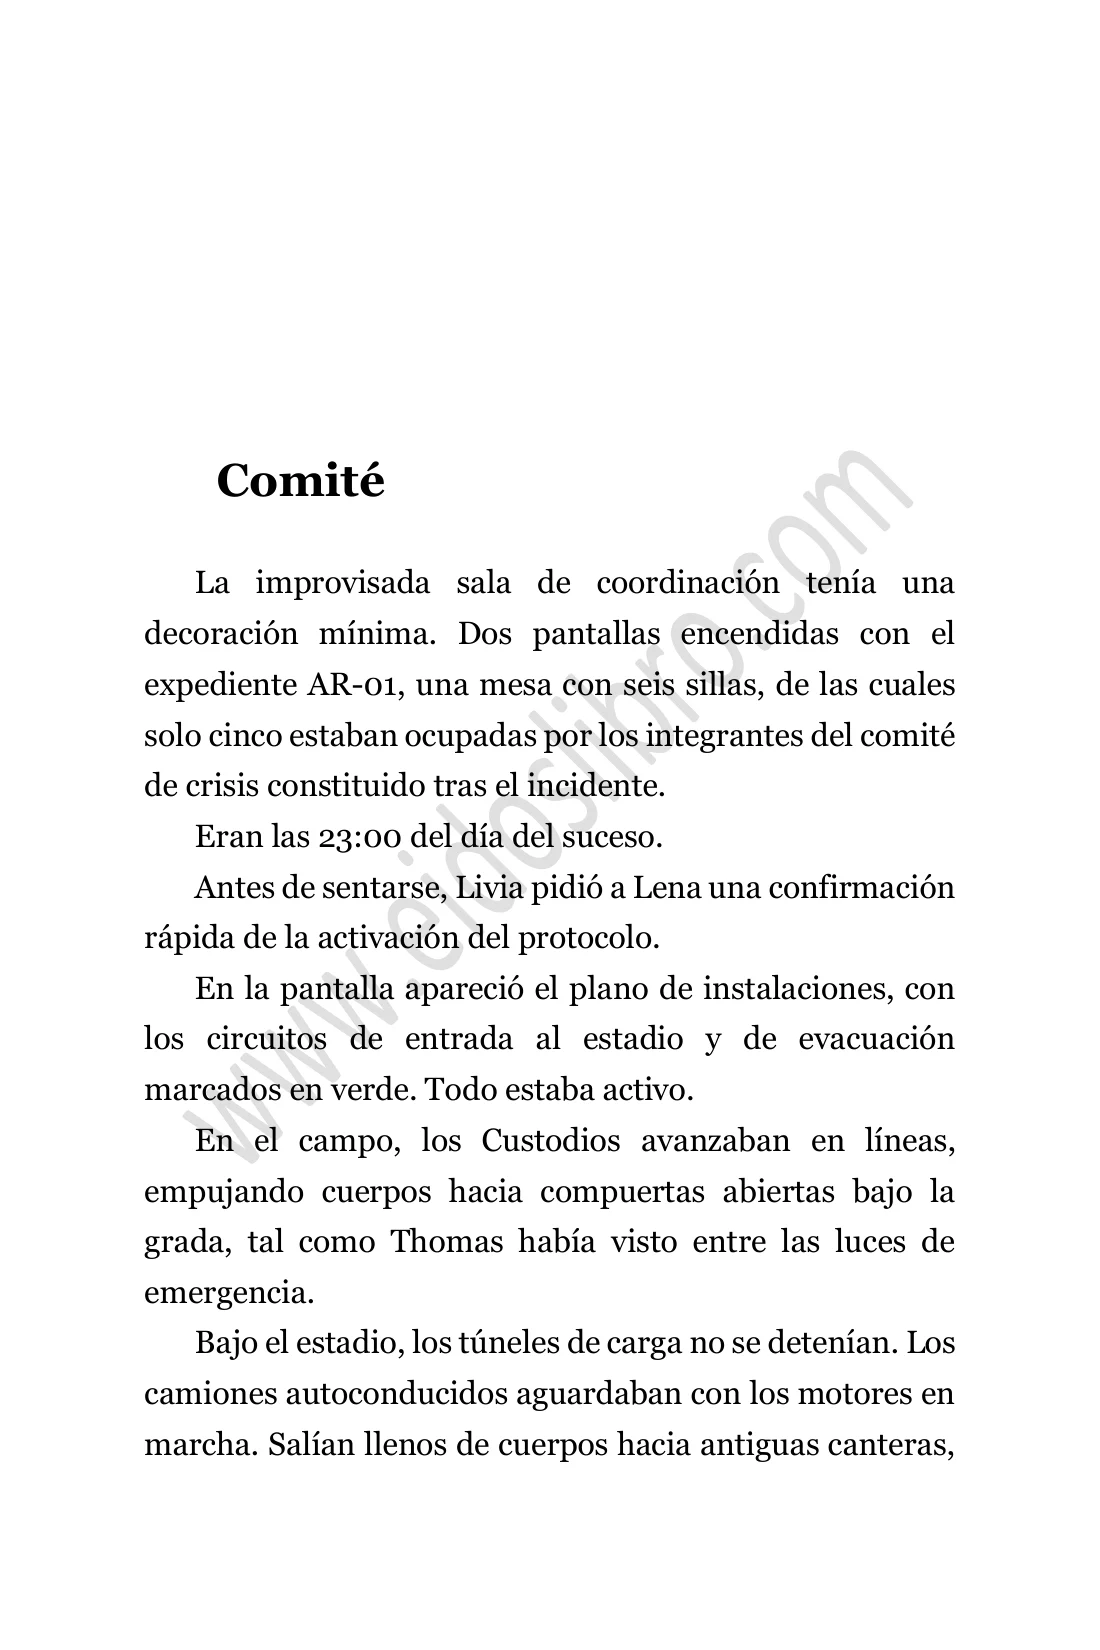 Comité
La improvisada sala de coordinación tenía una
decoración mínima. Dos pantallas encendidas con el
expediente AR-01, una mesa con seis sillas, de las cuales
solo cinco estaban ocupadas por los integrantes del comité
de crisis constituido tras el incidente.
Eran las 23:00 del día del suceso.
Antes de sentarse, Livia pidió a Lena una confirmación
rápida de la activación del protocolo.
En la pantalla apareció el plano de instalaciones, con
los circuitos de entrada al estadio y de evacuación
marcados en verde. Todo estaba activo.
En el campo, los Custodios avanzaban en líneas,
empujando cuerpos hacia compuertas abiertas bajo la
grada, tal como Thomas había visto entre las luces de
emergencia.
Bajo el estadio, los túneles de carga no se detenían. Los
camiones autoconducidos aguardaban con los motores en
marcha. Salían llenos de cuerpos hacia antiguas canteras,
www.eidoslibro.com